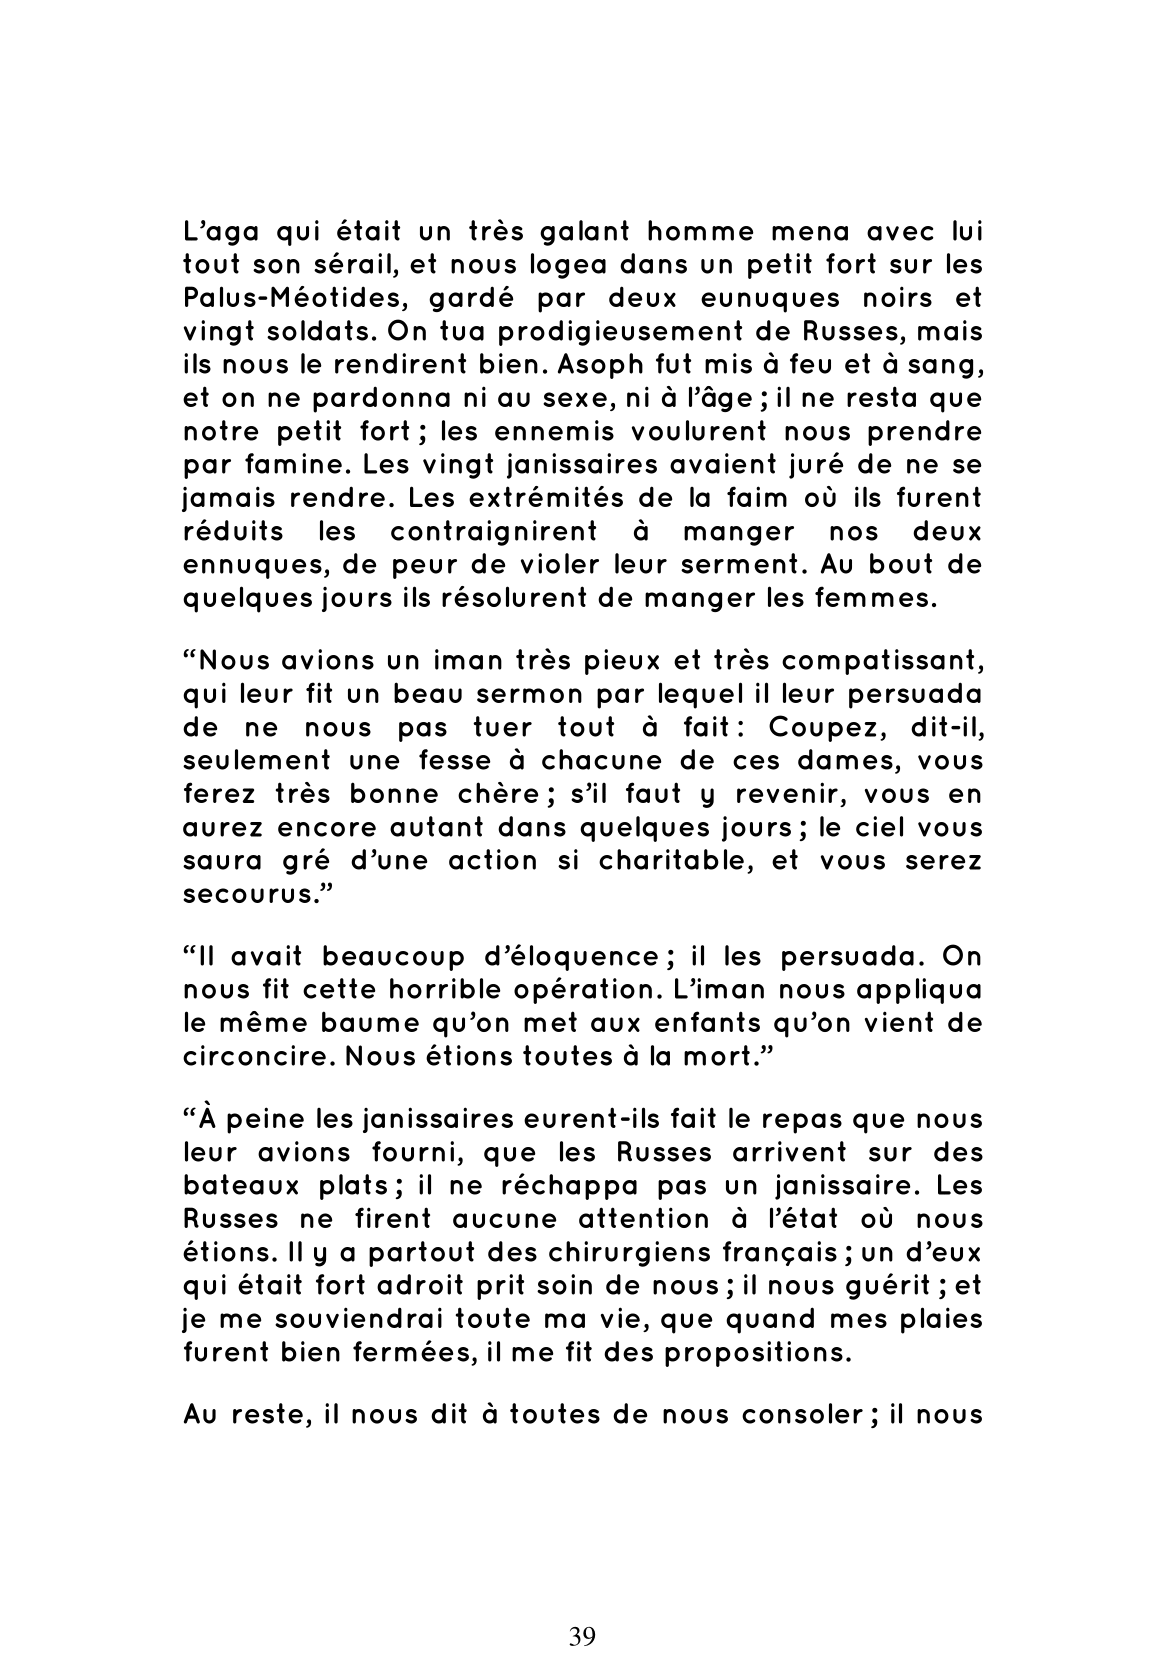 L’aga qui était un très galant homme mena avec lui
tout son sérail, et nous logea dans un petit fort sur les
Palus-Méotides, gardé par deux eunuques noirs et
vingt soldats. On tua prodigieusement de Russes, mais
ils nous le rendirent bien. Asoph fut mis à feu et à sang,
et on ne pardonna ni au sexe, ni à l’âge ; il ne resta que
notre petit fort ; les ennemis voulurent nous prendre
par famine. Les vingt janissaires avaient juré de ne se
jamais rendre. Les extrémités de la faim où ils furent
réduits les contraignirent à manger nos deux
ennuques, de peur de violer leur serment. Au bout de
quelques jours ils résolurent de manger les femmes.
“Nous avions un iman très pieux et très compatissant,
qui leur fit un beau sermon par lequel il leur persuada
de ne nous pas tuer tout à fait : Coupez, dit-il,
seulement une fesse à chacune de ces dames, vous
ferez très bonne chère ; s’il faut y revenir, vous en
aurez encore autant dans quelques jours ; le ciel vous
saura gré d’une action si charitable, et vous serez
secourus.”
“Il avait beaucoup d’éloquence ; il les persuada. On
nous fit cette horrible opération. L’iman nous appliqua
le même baume qu’on met aux enfants qu’on vient de
circoncire. Nous étions toutes à la mort.”
“À peine les janissaires eurent-ils fait le repas que nous
leur avions fourni, que les Russes arrivent sur des
bateaux plats ; il ne réchappa pas un janissaire. Les
Russes ne firent aucune attention à l’état où nous
étions. Il y a partout des chirurgiens français ; un d’eux
qui était fort adroit prit soin de nous ; il nous guérit ; et
je me souviendrai toute ma vie, que quand mes plaies
furent bien fermées, il me fit des propositions.
Au reste, il nous dit à toutes de nous consoler ; il nous
39